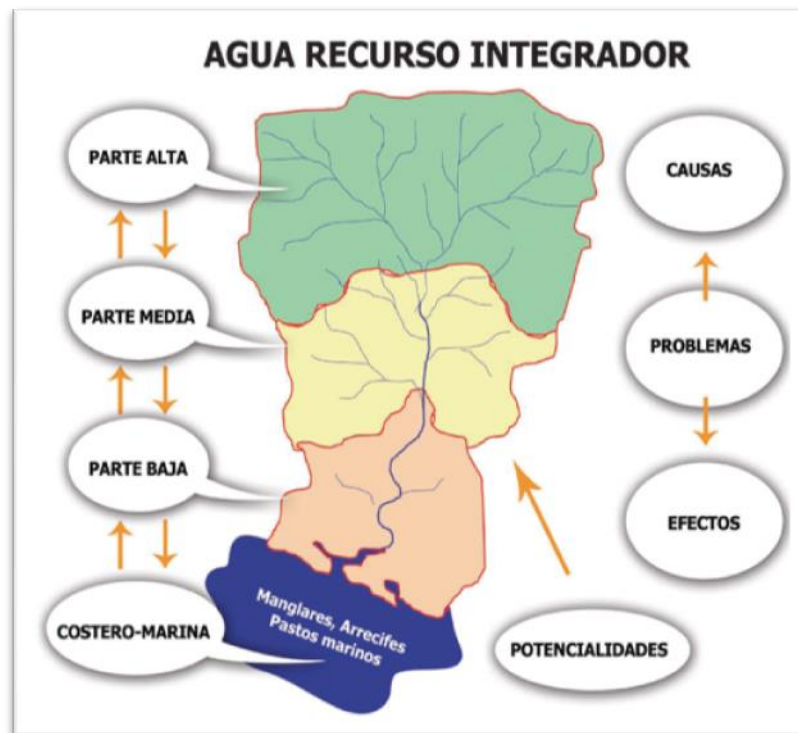 AGUA RECURSO INTEGRADOR
PARTE ALTA
PARTE MEDIA
PARTE BAJA
COSTERO-MARINA
Manglares, Arrecifes
Pastos marinos
CAUSAS
PROBLEMAS
EFECTOS
POTENCIALIDADES